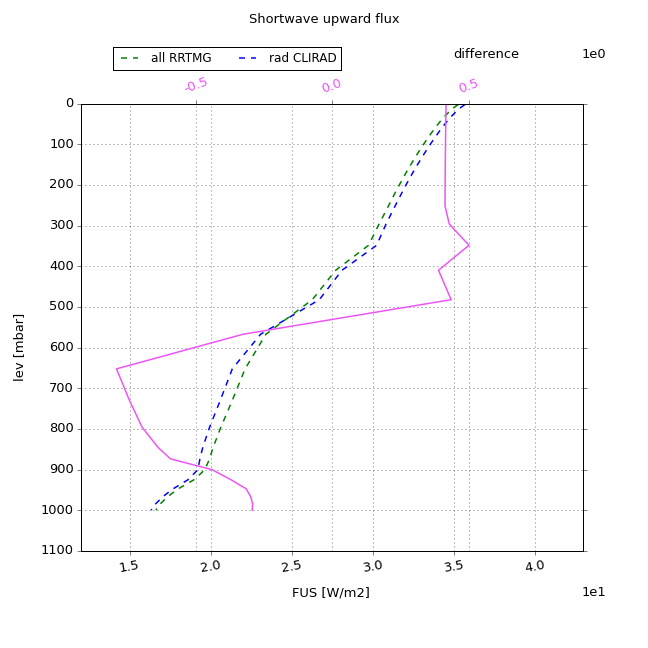 Shortwave upward flux
all RRTMG rad CLIRAD difference 1e0
-0.5 0.0 0.5
0
100
200
300
400
500
600
700
800
900
1000
1100
lev [mbar]
1.5 2.0 2.5 3.0 3.5 4.0
FUS [W/m2] 1e1